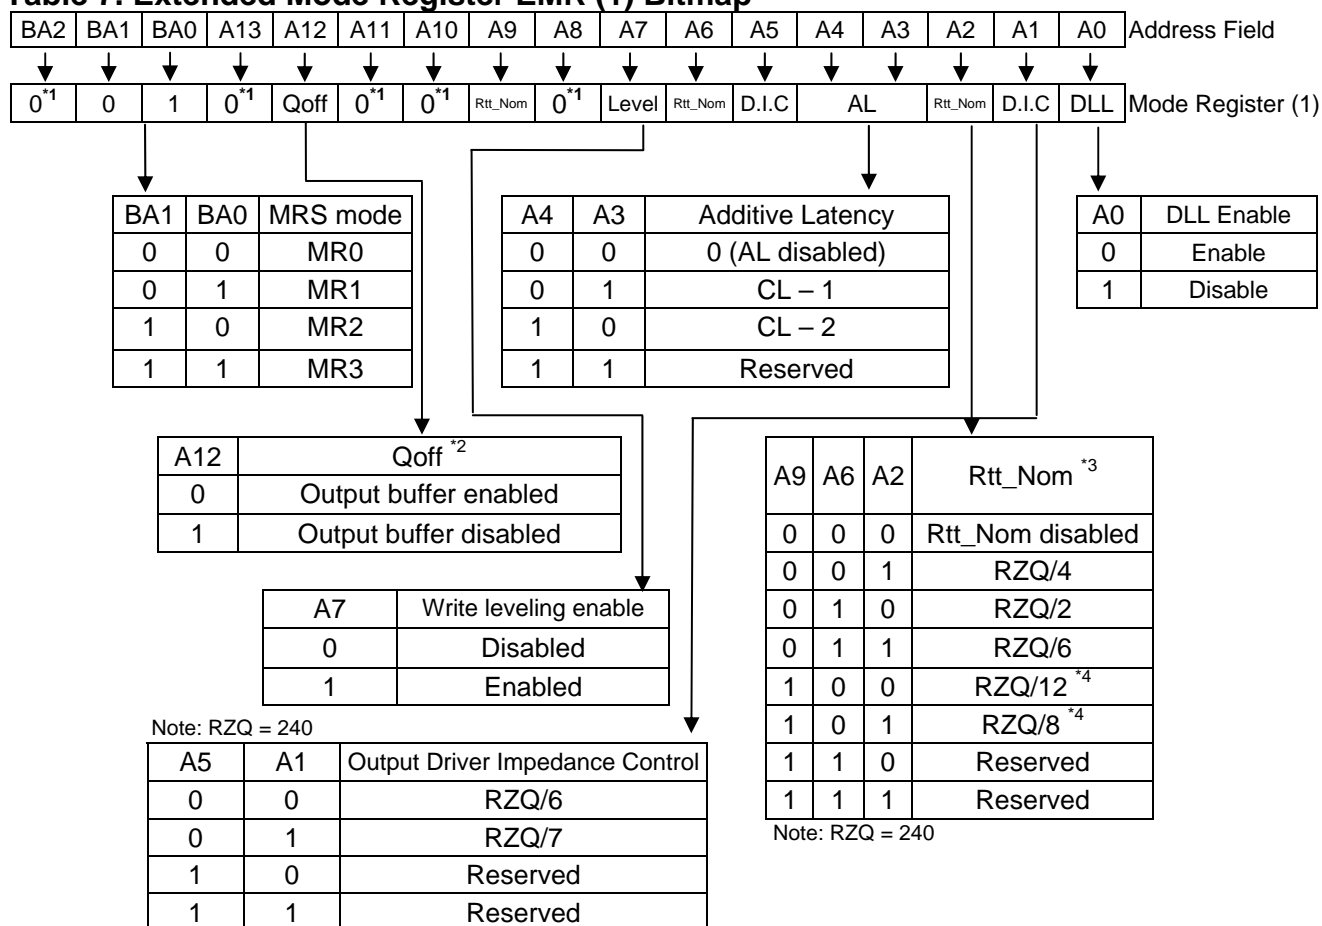 Table 7. Extended Mode Register EMR (1) Bitmap
BA2 BA1 BA0 A13 A12 A11 A10 A9 A8 A7 A6 A5 A4 A3 A2 A1 A0 Address Field
0*1 0 1 0*1 Qoff 0*1 0*1 Rtt_Nom 0*1 Level Rtt_Nom D.I.C AL Rtt_Nom D.I.C DLL Mode Register (1)
BA1 BA0 MRS mode
0 0 MR0
0 1 MR1
1 0 MR2
1 1 MR3
A4 A3 Additive Latency
0 0 0 (AL disabled)
0 1 CL – 1
1 0 CL – 2
1 1 Reserved
A0 DLL Enable
0 Enable
1 Disable
A12 Qoff *2
0 Output buffer enabled
1 Output buffer disabled
A9 A6 A2 Rtt_Nom *3
0 0 0 Rtt_Nom disabled
0 0 1 RZQ/4
0 1 0 RZQ/2
0 1 1 RZQ/6
1 0 0 RZQ/12 *4
1 0 1 RZQ/8 *4
1 1 0 Reserved
1 1 1 Reserved
Note: RZQ = 240
A7 Write leveling enable
0 Disabled
1 Enabled
Note: RZQ = 240
A5 A1 Output Driver Impedance Control
0 0 RZQ/6
0 1 RZQ/7
1 0 Reserved
1 1 Reserved